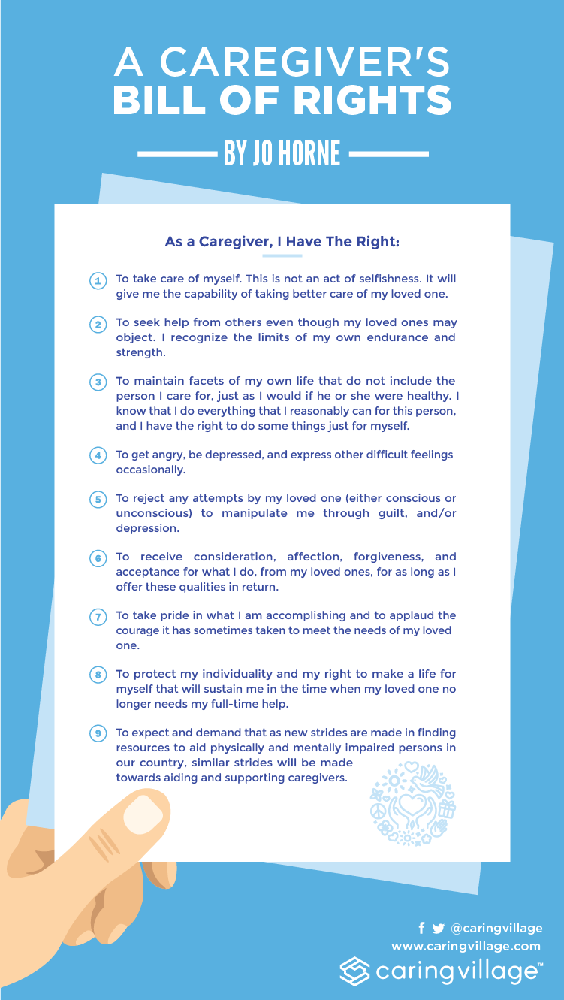 A CAREGIVER'S
BILL OF RIGHTS
BY JO HORNE
As a Caregiver, I Have The Right:
1 To take care of myself. This is not an act of selfishness. It will
give me the capability of taking better care of my loved one.
2 To seek help from others even though my loved ones may
object. I recognize the limits of my own endurance and
strength.
3 To maintain facets of my own life that do not include the
person I care for, just as I would if he or she were healthy. I
know that I do everything that I reasonably can for this person,
and I have the right to do some things just for myself.
4 To get angry, be depressed, and express other difficult feelings
occasionally.
5 To reject any attempts by my loved one (either conscious or
unconscious) to manipulate me through guilt, and/or
depression.
6 To receive consideration, affection, forgiveness, and
acceptance for what I do, from my loved ones, for as long as I
offer these qualities in return.
7 To take pride in what I am accomplishing and to applaud the
courage it has sometimes taken to meet the needs of my loved
one.
8 To protect my individuality and my right to make a life for
myself that will sustain me in the time when my loved one no
longer needs my full-time help.
9 To expect and demand that as new strides are made in finding
resources to aid physically and mentally impaired persons in
our country, similar strides will be made
towards aiding and supporting caregivers.
@caringvillage
www.caringvillage.com
caringvillage™